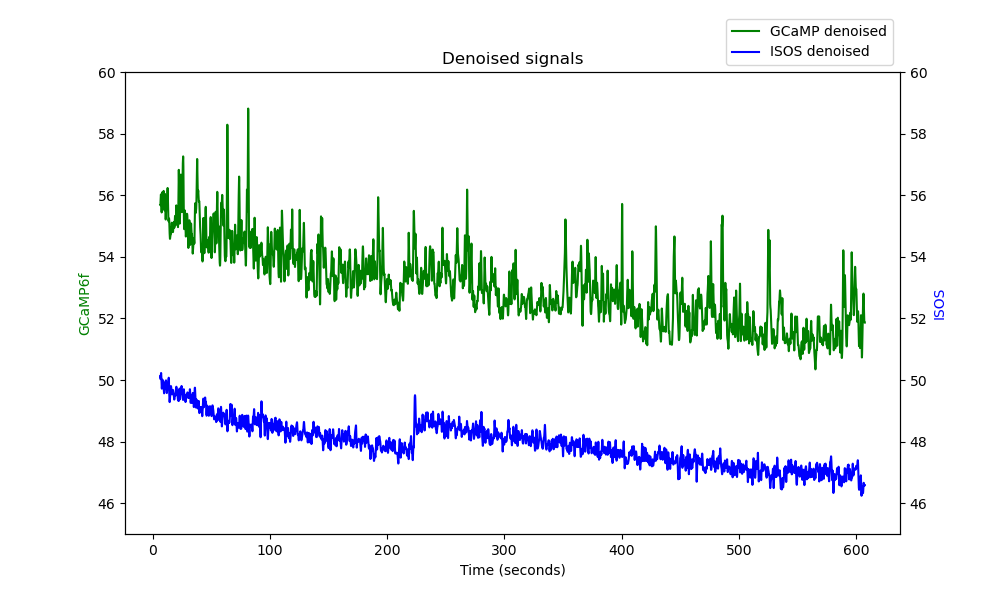 GCaMP denoised
ISOS denoised
Denoised signals
60
58
56
54
52
50
48
46
GCaMP6f
60
58
56
54
52
50
48
46
ISOS
0 100 200 300 400 500 600
Time (seconds)